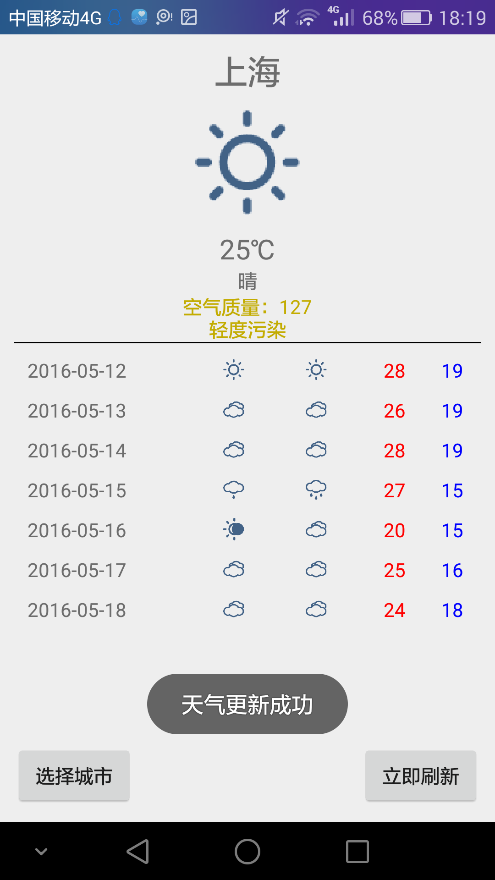 中国移动4G 4G 68% 18:19
上海
25℃
晴
空气质量：127
轻度污染
2016-05-12 28 19
2016-05-13 26 19
2016-05-14 28 19
2016-05-15 27 15
2016-05-16 20 15
2016-05-17 25 16
2016-05-18 24 18
天气更新成功
选择城市 立即刷新